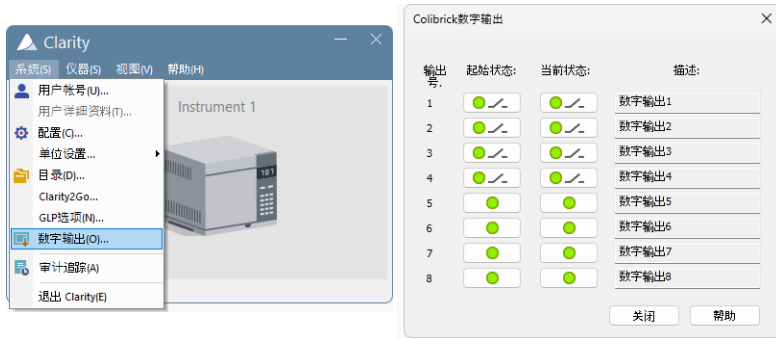 Clarity
系统(S) 仪器(S) 视图(V) 帮助(H)
用户帐号(U)...
用户详细资料(T)...
配置(C)...
单位设置...
目录(D)...
Clarity2Go...
GLP选项(N)...
数字输出(O)...
审计追踪(A)
退出 Clarity(E)
Instrument 1
101
Colibrick数字输出
输出号. 起始状态: 当前状态: 描述:
1 数字输出1
2 数字输出2
3 数字输出3
4 数字输出4
5 数字输出5
6 数字输出6
7 数字输出7
8 数字输出8
关闭 帮助